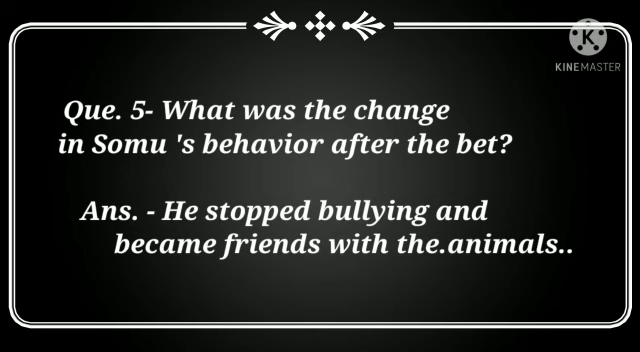 KINEMASTER
Que. 5- What was the change
in Somu 's behavior after the bet?
Ans. - He stopped bullying and
became friends with the.animals..